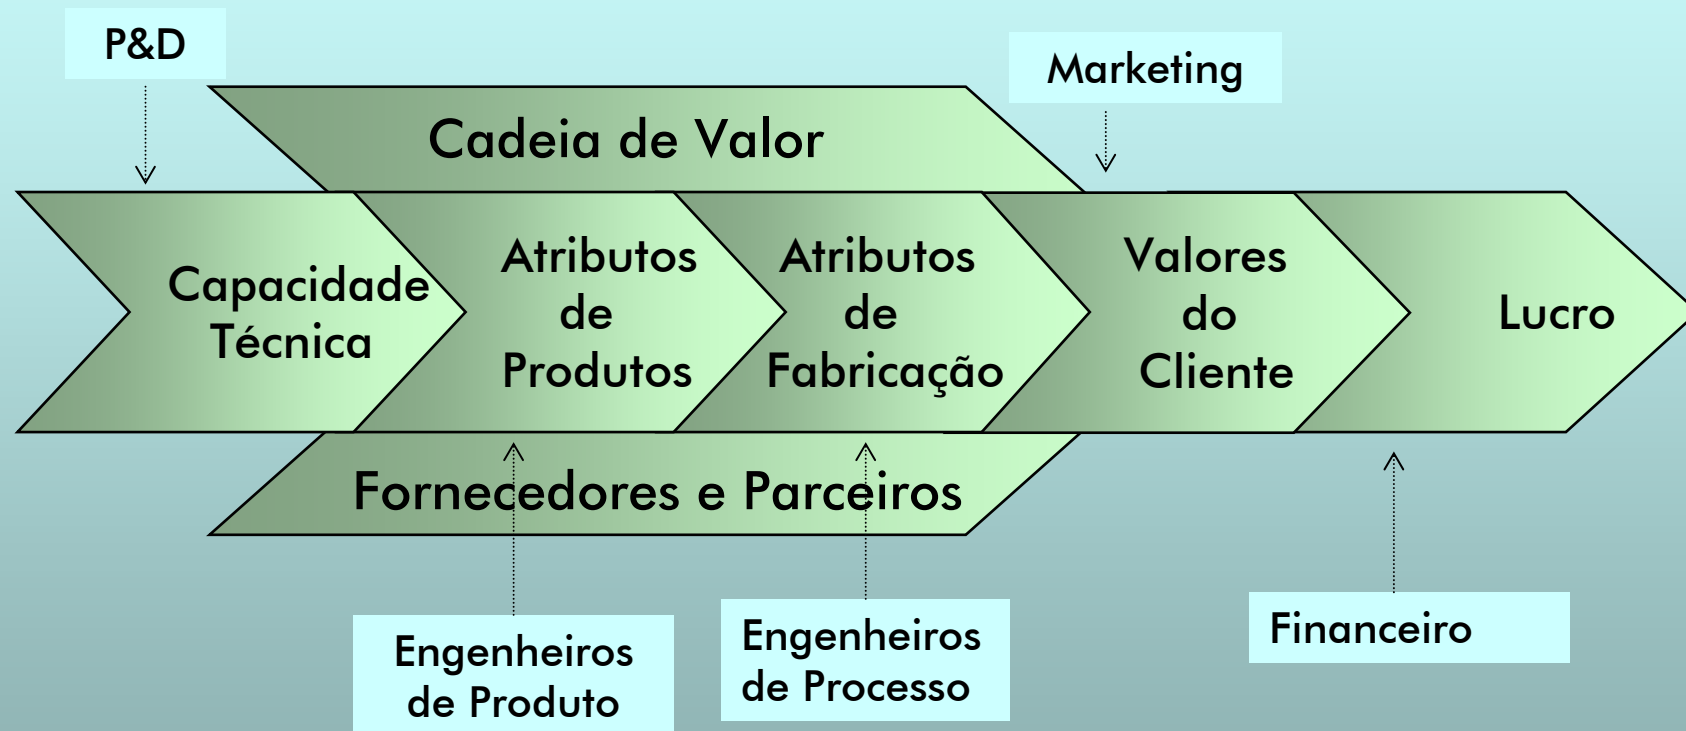 P&D
Marketing
Cadeia de Valor
Capacidade
Técnica
Atributos
de
Produtos
Atributos
de
Fabricação
Valores
do
Cliente
Lucro
Fornecedores e Parceiros
Engenheiros
de Produto
Engenheiros
de Processo
Financeiro